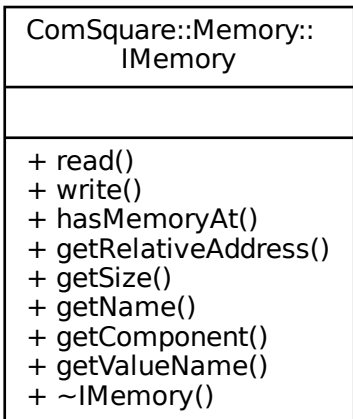 ComSquare::Memory::
IMemory
+ read()
+ write()
+ hasMemoryAt()
+ getRelativeAddress()
+ getSize()
+ getName()
+ getComponent()
+ getValueName()
+ ~IMemory()